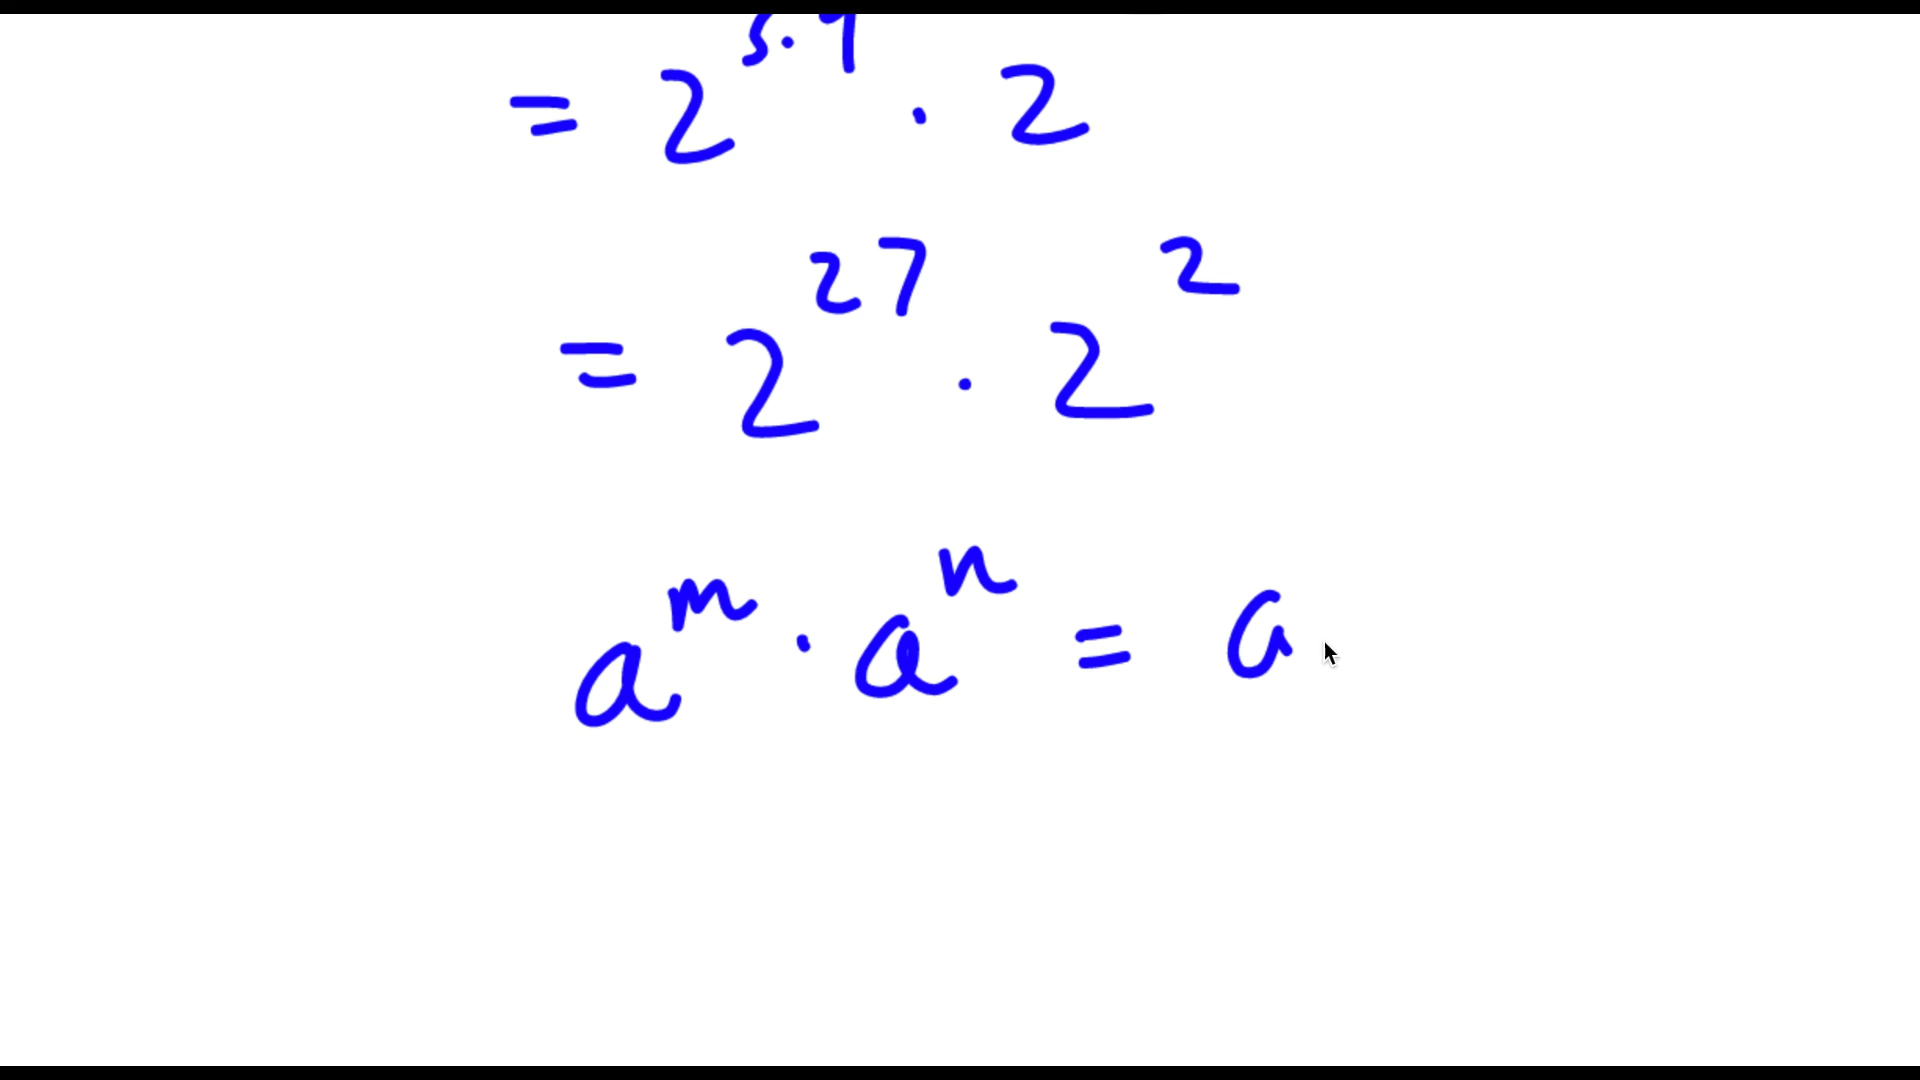 = 2^3·9 · 2
= 2^27 · 2^2
a^m · a^n = a